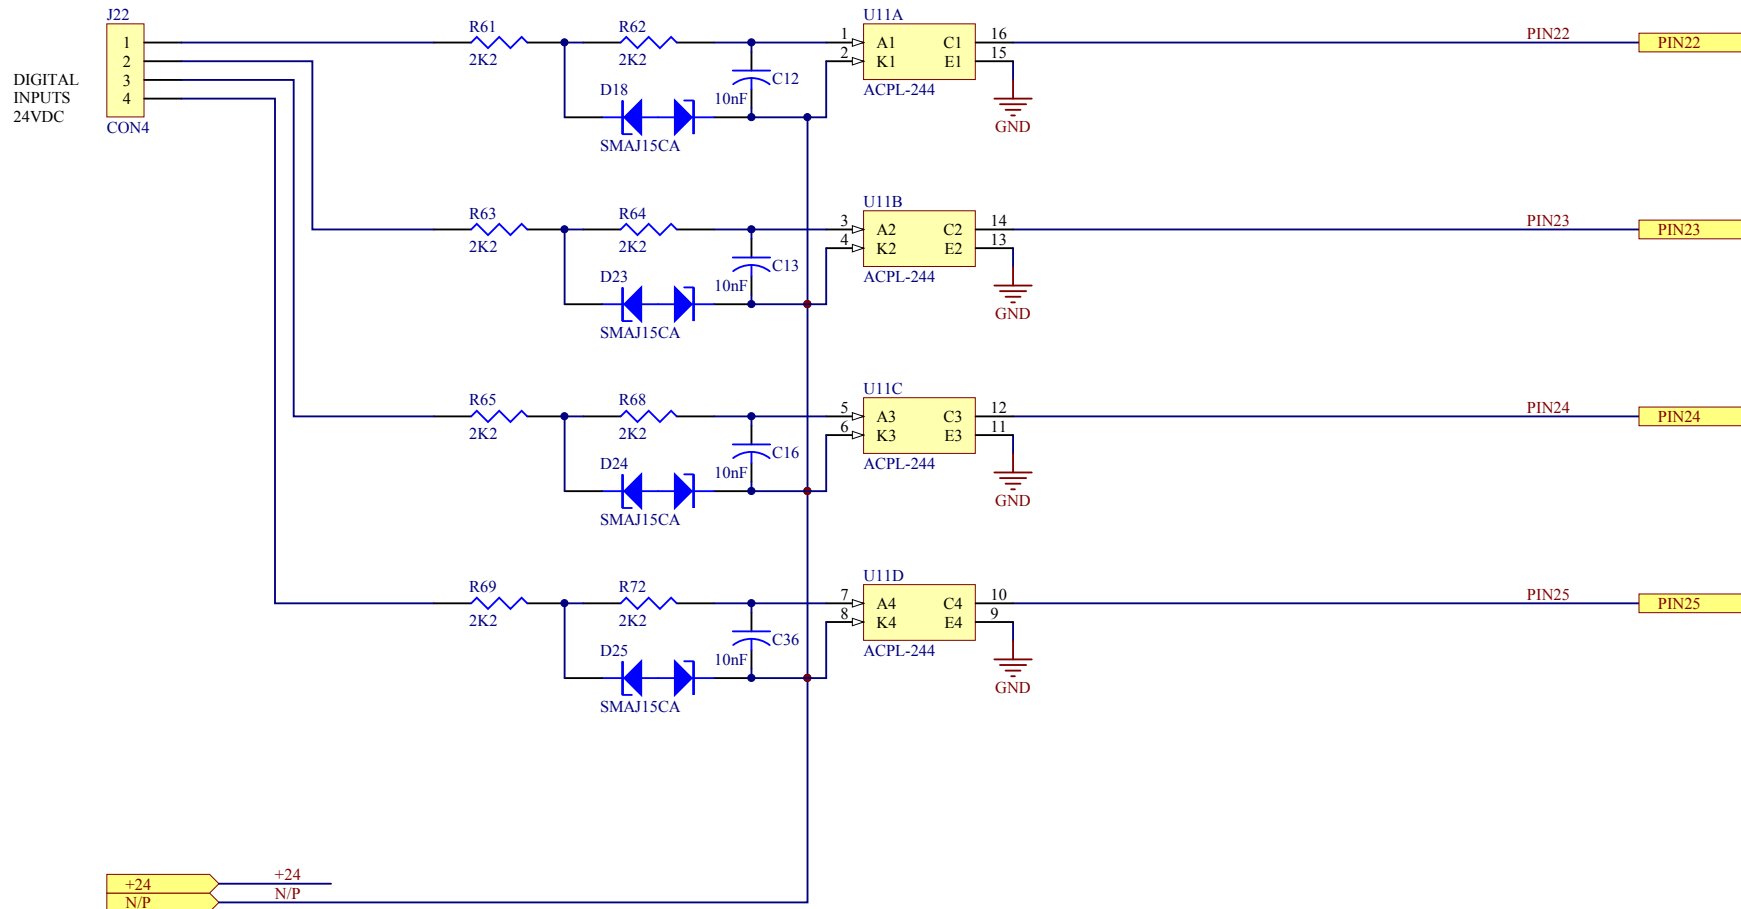 J22
1
2
3
4
CON4
DIGITAL
INPUTS
24VDC
R61
2K2
R62
2K2
C12
10nF
D18
SMAJ15CA
U11A
1 A1 C1 16
2 K1 E1 15
ACPL-244
GND
PIN22 PIN22
R63
2K2
R64
2K2
C13
10nF
D23
SMAJ15CA
U11B
3 A2 C2 14
4 K2 E2 13
ACPL-244
GND
PIN23 PIN23
R65
2K2
R68
2K2
C16
10nF
D24
SMAJ15CA
U11C
5 A3 C3 12
6 K3 E3 11
ACPL-244
GND
PIN24 PIN24
R69
2K2
R72
2K2
C36
10nF
D25
SMAJ15CA
U11D
7 A4 C4 10
8 K4 E4 9
ACPL-244
GND
PIN25 PIN25
+24 +24
N/P N/P